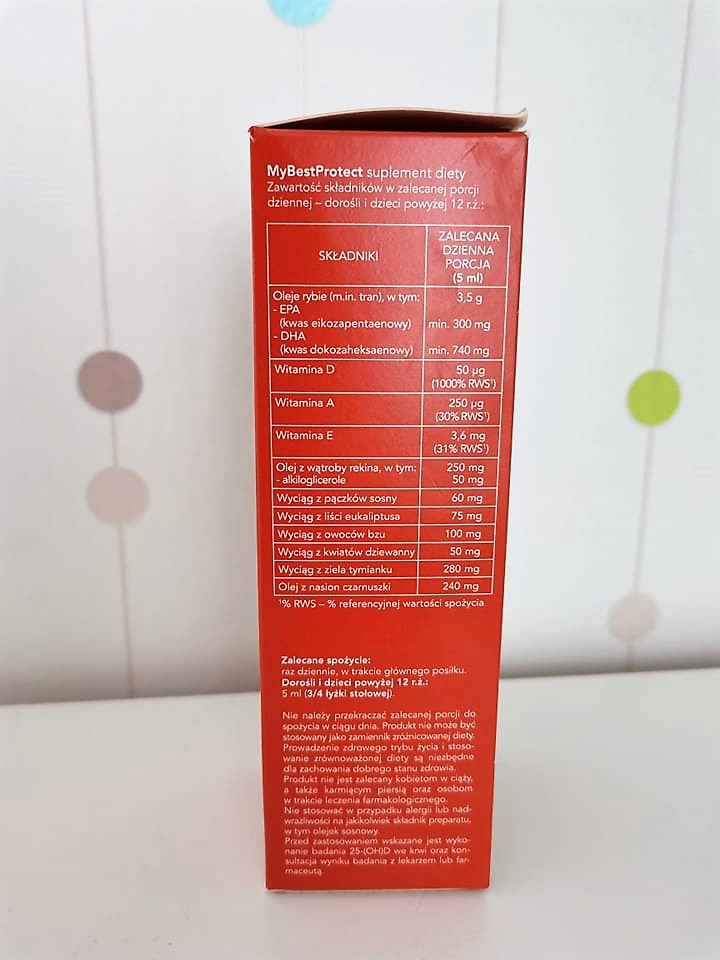 MyBestProtect suplement diety
Zawartość składników w zalecanej porcji
dziennej – dorośli i dzieci powyżej 12 r.ż.:
SKŁADNIKI
ZALECANA
DZIENNA
PORCJA
(5 ml)
Oleje rybie (m.in. tran), w tym: 3,5 g
- EPA
(kwas eikozapentaenowy) min. 300 mg
- DHA
(kwas dokozaheksaenowy) min. 740 mg
Witamina D 50 µg
(1000% RWS¹)
Witamina A 250 µg
(30% RWS¹)
Witamina E 3,6 mg
(31% RWS¹)
Olej z wątroby rekina, w tym: 250 mg
- alkiloglicerole 50 mg
Wyciąg z pączków sosny 60 mg
Wyciąg z liści eukaliptusa 75 mg
Wyciąg z owoców bzu 100 mg
Wyciąg z kwiatów dziewanny 50 mg
Wyciąg z ziela tymianku 280 mg
Olej z nasion czarnuszki 240 mg
¹% RWS – % referencyjnej wartości spożycia
Zalecane spożycie:
raz dziennie, w trakcie głównego posiłku.
Dorośli i dzieci powyżej 12 r.ż.:
5 ml (3/4 łyżki stołowej).
Nie należy przekraczać zalecanej porcji do
spożycia w ciągu dnia. Produkt nie może być
stosowany jako zamiennik zróżnicowanej diety.
Prowadzenie zdrowego trybu życia i stoso-
wanie zrównoważonej diety są niezbędne
dla zachowania dobrego stanu zdrowia.
Produkt nie jest zalecany kobietom w ciąży,
a także karmiącym piersią oraz osobom
w trakcie leczenia farmakologicznego.
Nie stosować w przypadku alergii lub nad-
wrażliwości na jakikolwiek składnik preparatu,
w tym olejek sosnowy.
Przed zastosowaniem wskazane jest wyko-
nanie badania 25-(OH)D we krwi oraz kon-
sultacja wyniku badania z lekarzem lub far-
maceutą.